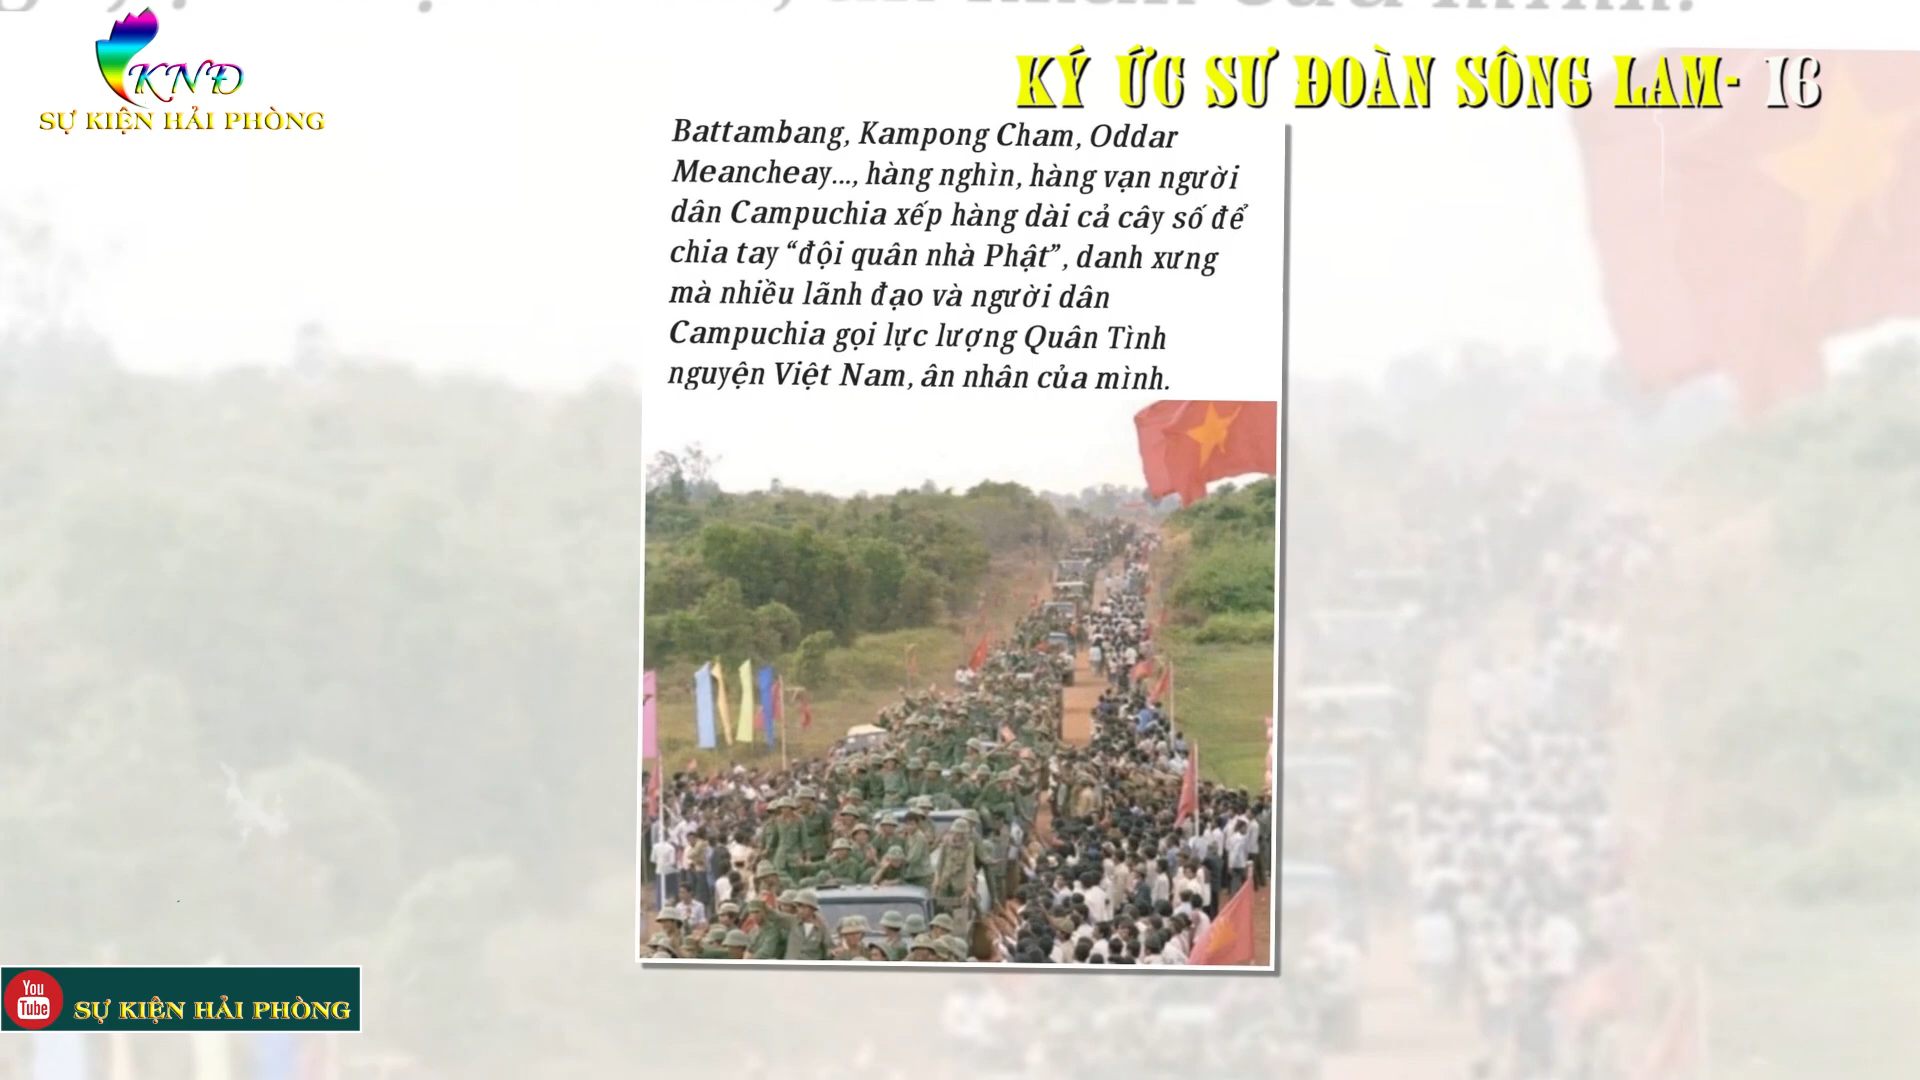 KNĐ
SỰ KIỆN HẢI PHÒNG
KÝ ỨC SƯ ĐOÀN SÔNG LAM- 16
Battambang, Kampong Cham, Oddar
Meancheay..., hàng nghìn, hàng vạn người
dân Campuchia xếp hàng dài cả cây số để
chia tay “đội quân nhà Phật”, danh xưng
mà nhiều lãnh đạo và người dân
Campuchia gọi lực lượng Quân Tình
nguyện Việt Nam, ân nhân của mình.
You
Tube
SỰ KIỆN HẢI PHÒNG